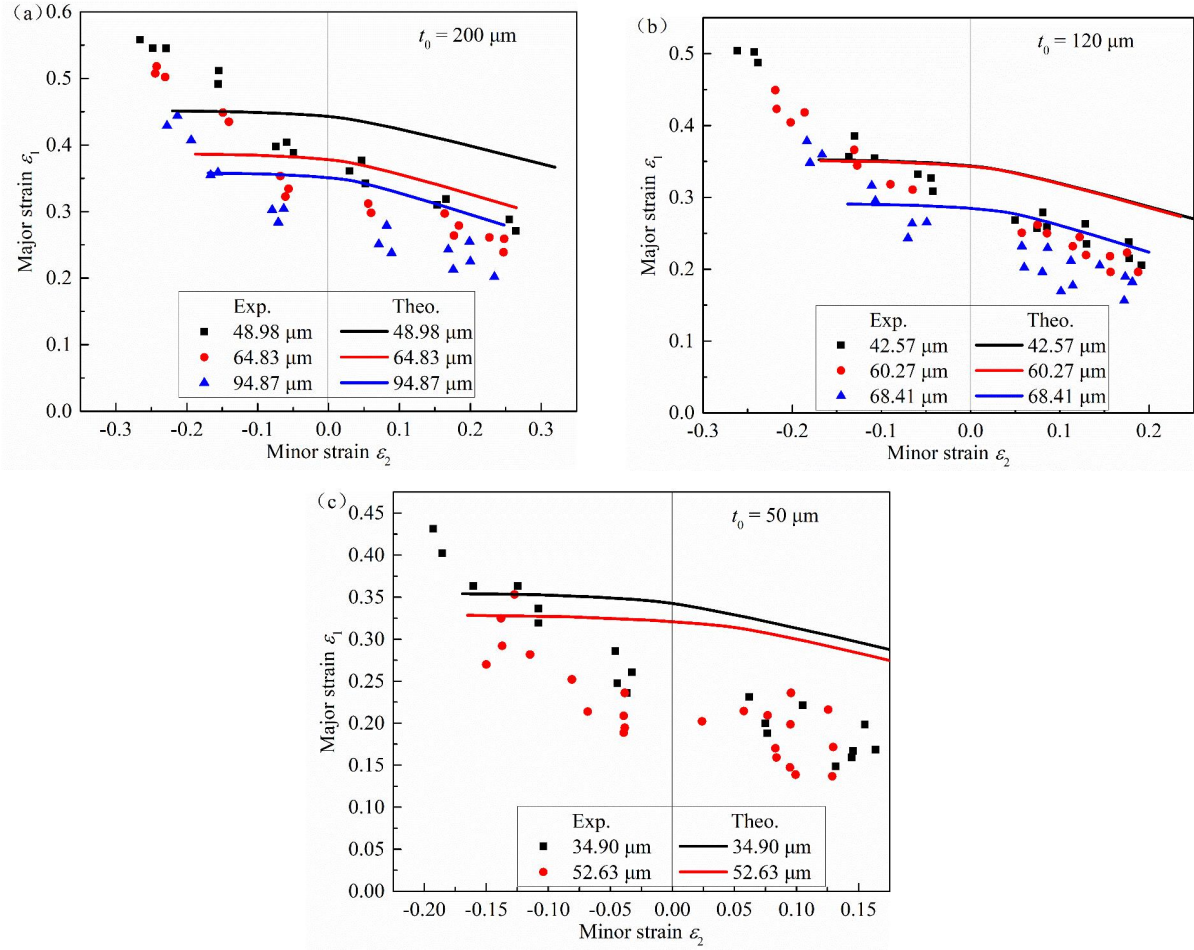 (a)
t₀ = 200 μm
0.6
0.5
0.4
0.3
0.2
0.1
0.0
Major strain ε₁
Exp. Theo.
48.98 μm 48.98 μm
64.83 μm 64.83 μm
94.87 μm 94.87 μm
-0.3 -0.2 -0.1 0.0 0.1 0.2 0.3
Minor strain ε₂
(b)
t₀ = 120 μm
0.5
0.4
0.3
0.2
0.1
0.0
Major strain ε₁
Exp. Theo.
42.57 μm 42.57 μm
60.27 μm 60.27 μm
68.41 μm 68.41 μm
-0.3 -0.2 -0.1 0.0 0.1 0.2
Minor strain ε₂
(c)
t₀ = 50 μm
0.45
0.40
0.35
0.30
0.25
0.20
0.15
0.10
0.05
0.00
Major strain ε₁
Exp. Theo.
34.90 μm 34.90 μm
52.63 μm 52.63 μm
-0.20 -0.15 -0.10 -0.05 0.00 0.05 0.10 0.15
Minor strain ε₂